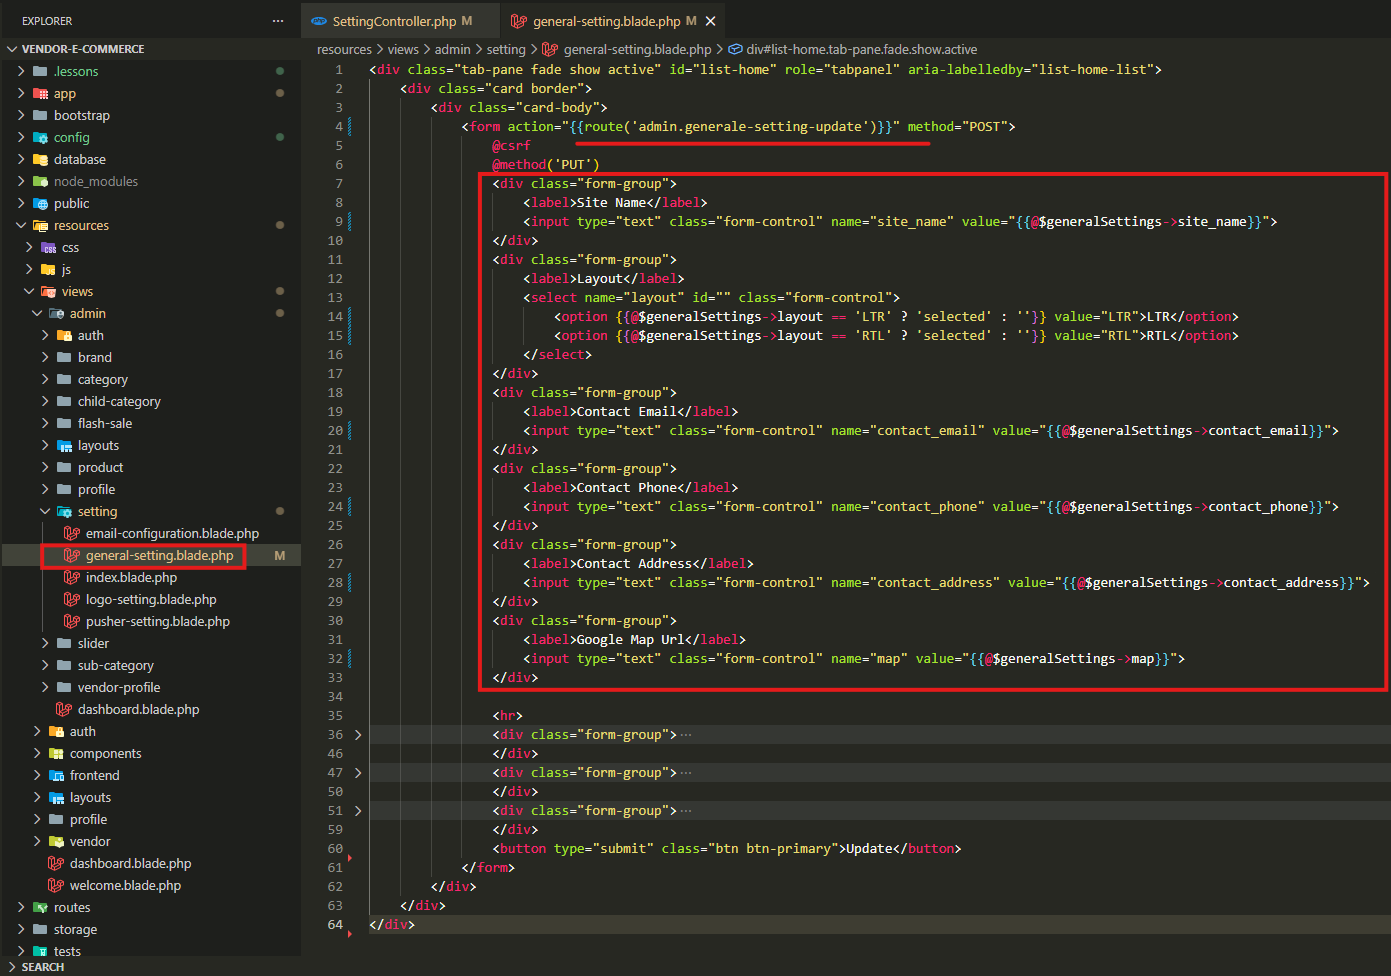 EXPLORER
VENDOR-E-COMMERCE
.lessons
app
bootstrap
config
database
node_modules
public
resources
css
js
views
admin
auth
brand
category
child-category
flash-sale
layouts
product
profile
setting
email-configuration.blade.php
general-setting.blade.php M
index.blade.php
logo-setting.blade.php
pusher-setting.blade.php
slider
sub-category
vendor-profile
dashboard.blade.php
auth
components
frontend
layouts
profile
vendor
dashboard.blade.php
welcome.blade.php
routes
storage
tests
SEARCH
SettingController.php M
general-setting.blade.php M
resources > views > admin > setting > general-setting.blade.php > div#list-home.tab-pane.fade.show.active
1 <div class="tab-pane fade show active" id="list-home" role="tabpanel" aria-labelledby="list-home-list">
2 <div class="card border">
3 <div class="card-body">
4 <form action="{{route('admin.generale-setting-update')}}" method="POST">
5 @csrf
6 @method('PUT')
7 <div class="form-group">
8 <label>Site Name</label>
9 <input type="text" class="form-control" name="site_name" value="{{@$generalSettings->site_name}}">
10 </div>
11 <div class="form-group">
12 <label>Layout</label>
13 <select name="layout" id="" class="form-control">
14 <option {{@$generalSettings->layout == 'LTR' ? 'selected' : ''}} value="LTR">LTR</option>
15 <option {{@$generalSettings->layout == 'RTL' ? 'selected' : ''}} value="RTL">RTL</option>
16 </select>
17 </div>
18 <div class="form-group">
19 <label>Contact Email</label>
20 <input type="text" class="form-control" name="contact_email" value="{{@$generalSettings->contact_email}}">
21 </div>
22 <div class="form-group">
23 <label>Contact Phone</label>
24 <input type="text" class="form-control" name="contact_phone" value="{{@$generalSettings->contact_phone}}">
25 </div>
26 <div class="form-group">
27 <label>Contact Address</label>
28 <input type="text" class="form-control" name="contact_address" value="{{@$generalSettings->contact_address}}">
29 </div>
30 <div class="form-group">
31 <label>Google Map Url</label>
32 <input type="text" class="form-control" name="map" value="{{@$generalSettings->map}}">
33 </div>
34
35 <hr>
36 <div class="form-group">···
46 </div>
47 <div class="form-group">···
50 </div>
51 <div class="form-group">···
59 </div>
60 <button type="submit" class="btn btn-primary">Update</button>
61 </form>
62 </div>
63 </div>
64 </div>